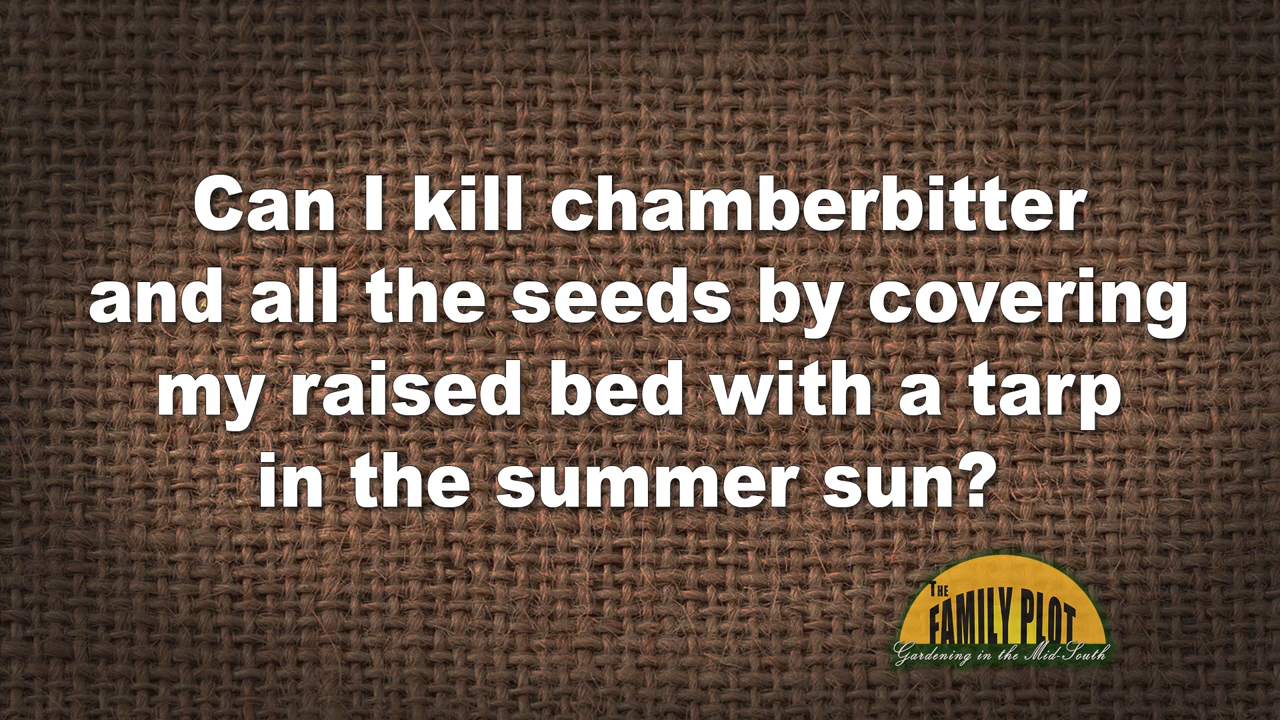 Can I kill chamberbitter
and all the seeds by covering
my raised bed with a tarp
in the summer sun?
THE
FAMILY PLOT
Gardening in the Mid-South